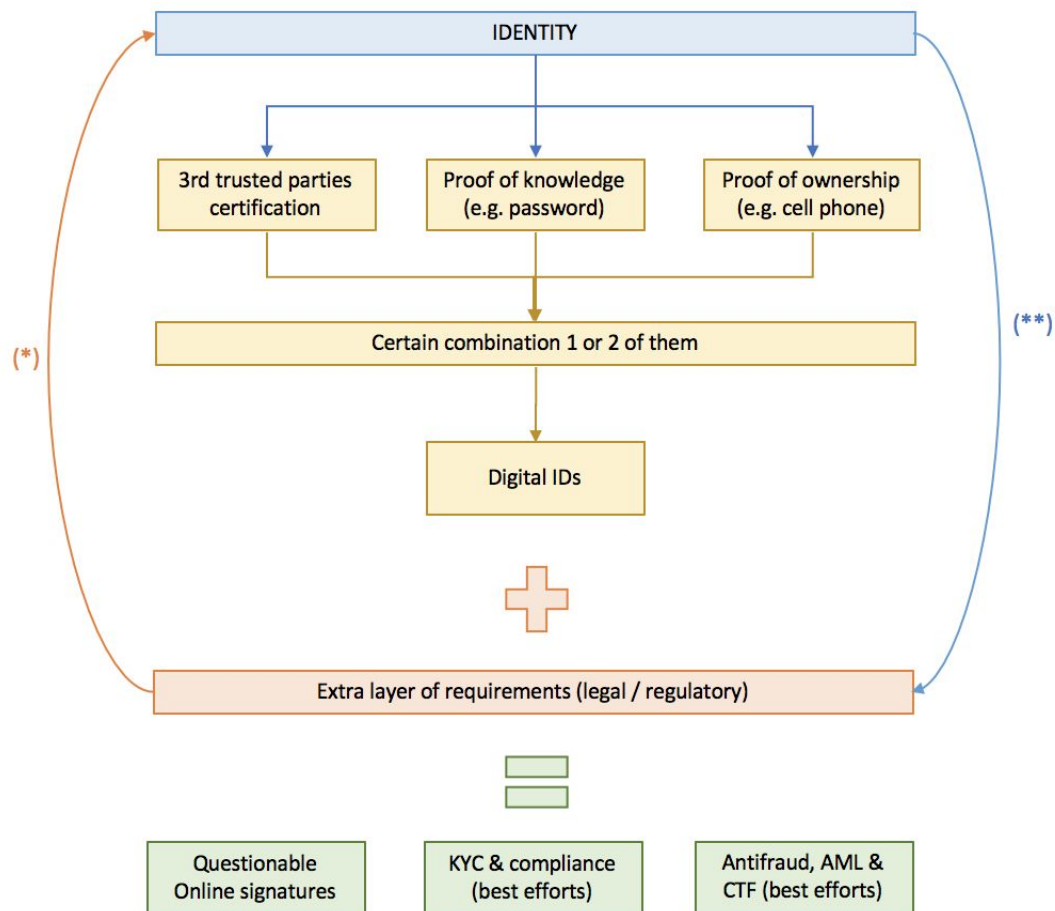 IDENTITY
3rd trusted parties
certification
Proof of knowledge
(e.g. password)
Proof of ownership
(e.g. cell phone)
(*)
(**)
Certain combination 1 or 2 of them
Digital IDs
Extra layer of requirements (legal / regulatory)
Questionable
Online signatures
KYC & compliance
(best efforts)
Antifraud, AML &
CTF (best efforts)